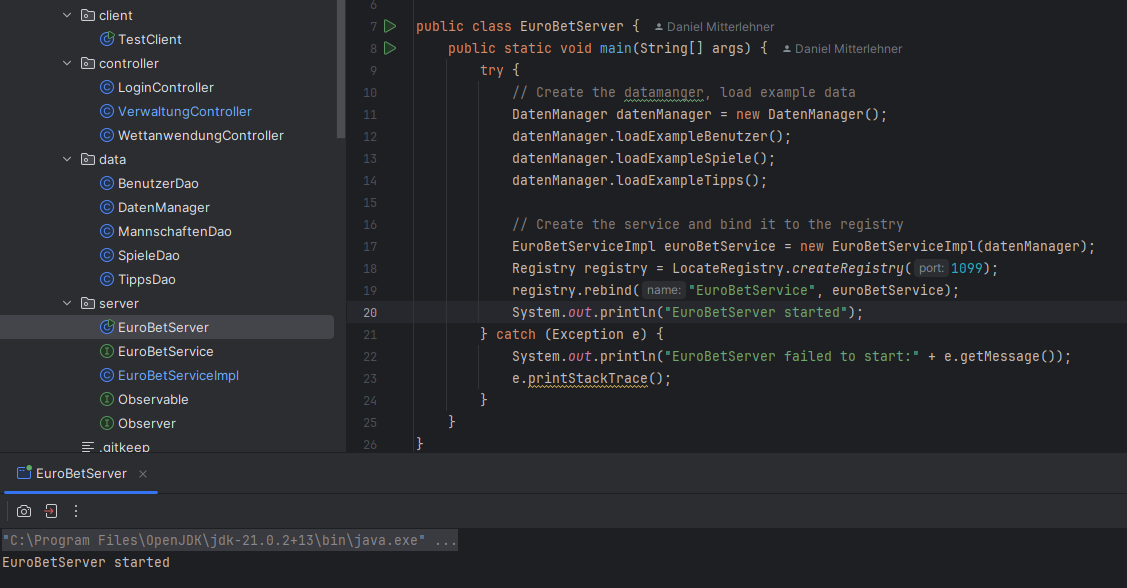 client
TestClient
controller
LoginController
VerwaltungController
WettanwendungController
data
BenutzerDao
DatenManager
MannschaftenDao
SpieleDao
TippsDao
server
EuroBetServer
EuroBetService
EuroBetServiceImpl
Observable
Observer
.gitkeep
6
7 public class EuroBetServer { Daniel Mitterlehner
8 public static void main(String[] args) { Daniel Mitterlehner
9 try {
10 // Create the datamanger, load example data
11 DatenManager datenManager = new DatenManager();
12 datenManager.loadExampleBenutzer();
13 datenManager.loadExampleSpiele();
14 datenManager.loadExampleTipps();
15
16 // Create the service and bind it to the registry
17 EuroBetServiceImpl euroBetService = new EuroBetServiceImpl(datenManager);
18 Registry registry = LocateRegistry.createRegistry( port: 1099);
19 registry.rebind( name: "EuroBetService", euroBetService);
20 System.out.println("EuroBetServer started");
21 } catch (Exception e) {
22 System.out.println("EuroBetServer failed to start:" + e.getMessage());
23 e.printStackTrace();
24 }
25 }
26 }
EuroBetServer ×
"C:\Program Files\OpenJDK\jdk-21.0.2+13\bin\java.exe" ...
EuroBetServer started